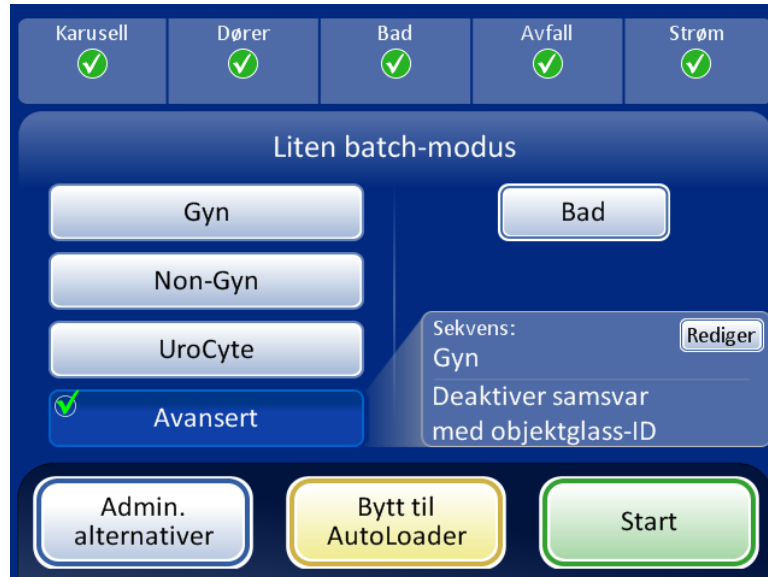 Karusell
Dører
Bad
Avfall
Strøm
Liten batch-modus
Gyn
Non-Gyn
UroCyte
Avansert
Bad
Sekvens:
Gyn
Rediger
Deaktiver samsvar
med objektglass-ID
Admin.
alternativer
Bytt til
AutoLoader
Start